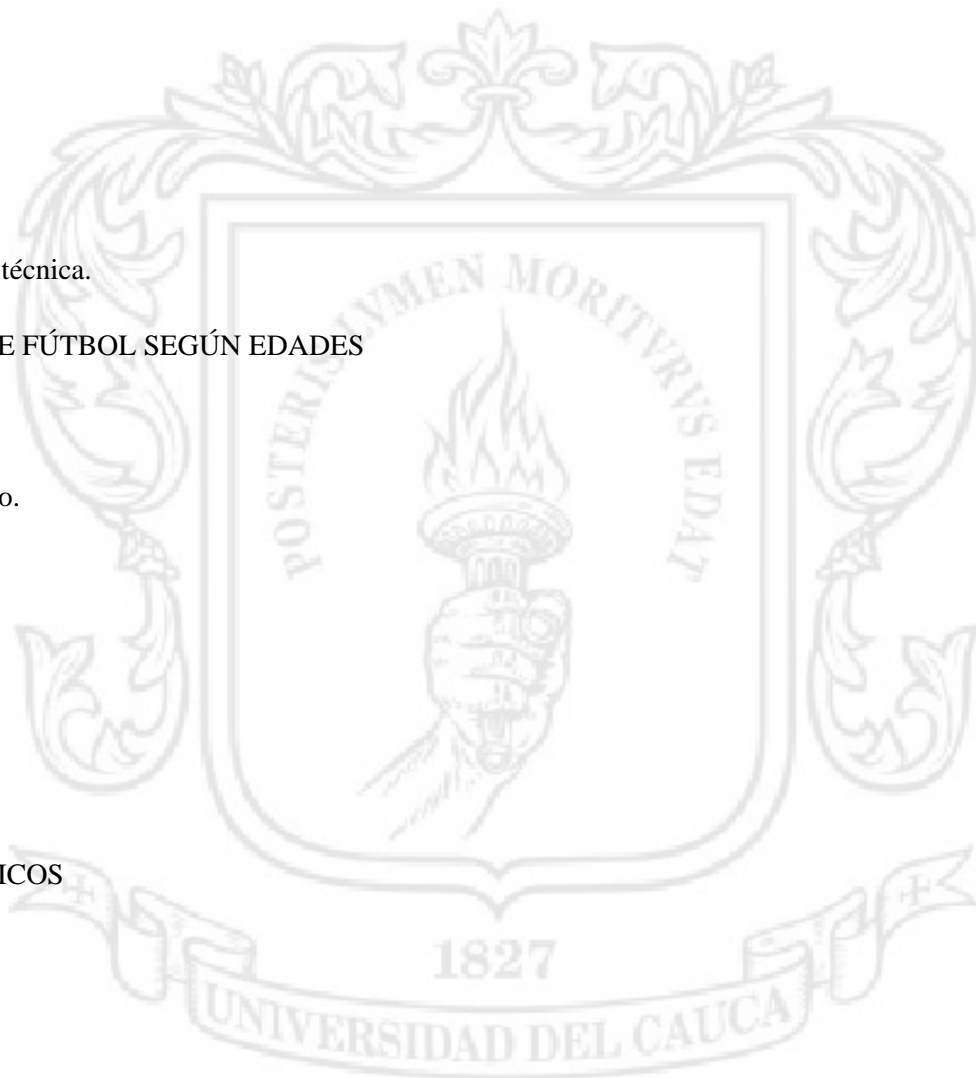 técnica.
POSTERIS LVMEN MORITVRVS EDAT
E FÚTBOL SEGÚN EDADES
o.
ICOS
1827
UNIVERSIDAD DEL CAUCA